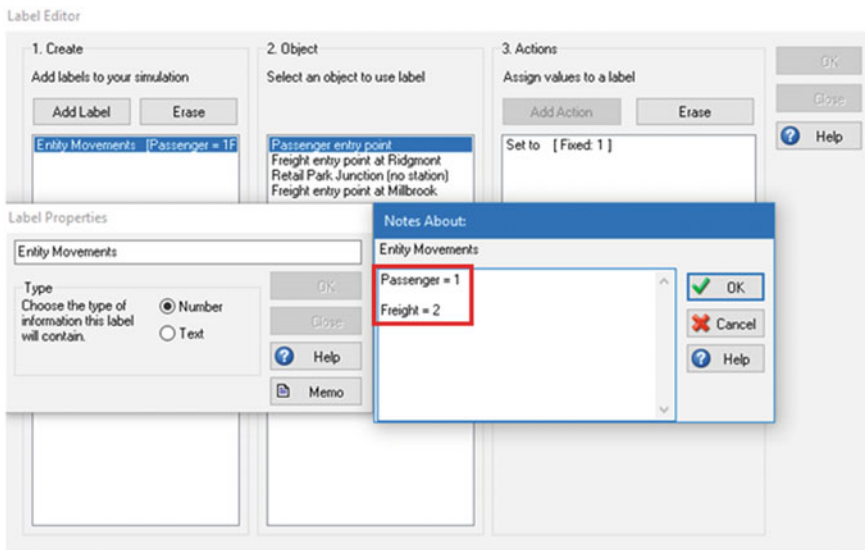 Label Editor
1. Create
Add labels to your simulation
Add Label
Erase
Entity Movements [Passenger = 1F
2. Object
Select an object to use label
Passenger entry point
Freight entry point at Ridgmont
Retail Park Junction (no station)
Freight entry point at Millbrook
3. Actions
Assign values to a label
Add Action
Erase
Set to [ Fixed: 1 ]
OK
Close
Help
Label Properties
Entity Movements
Type
Choose the type of
information this label
will contain.
Number
Text
OK
Close
Help
Memo
Notes About:
Entity Movements
Passenger = 1
Freight = 2
OK
Cancel
Help